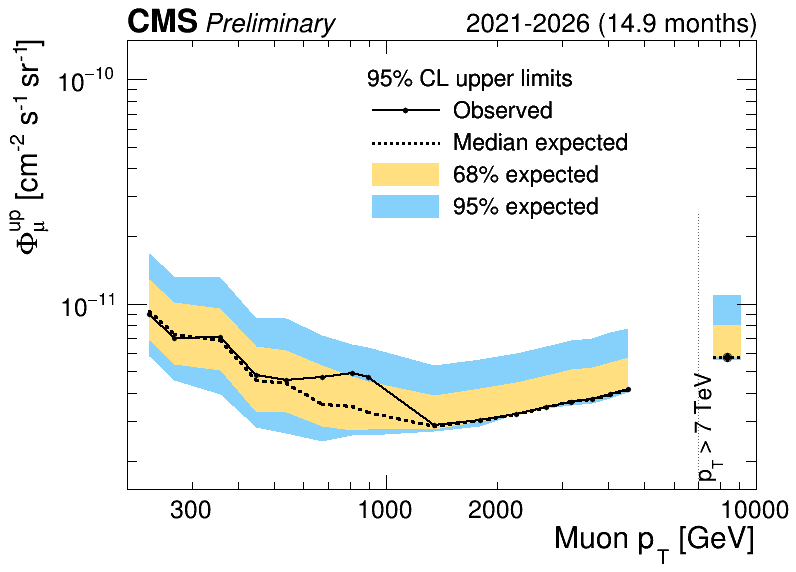 CMS Preliminary 2021-2026 (14.9 months)
95% CL upper limits
Observed
Median expected
68% expected
95% expected
Φ_μ^up [cm^-2 s^-1 sr^-1]
10^−10
10^−11
p_T > 7 TeV
300 1000 2000 10000
Muon p_T [GeV]